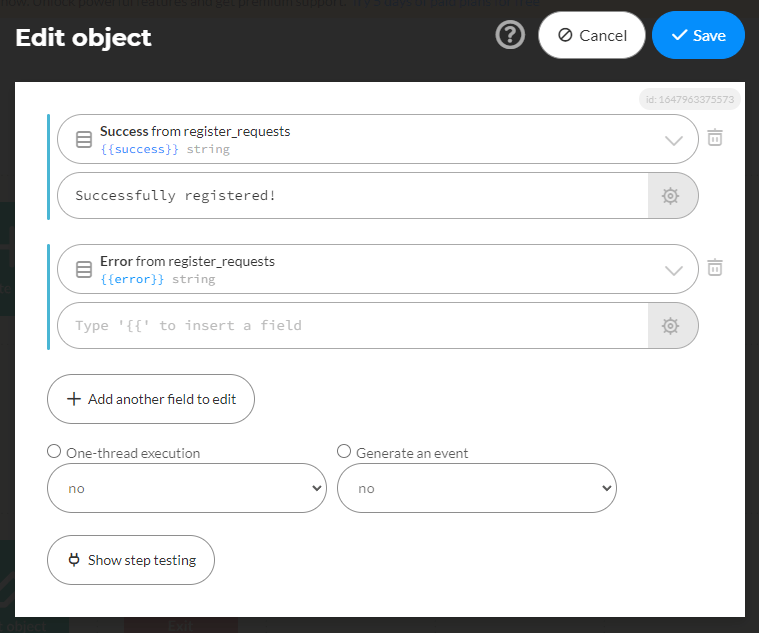 Edit object
?
Cancel
Save
id: 1647963375573
Success from register_requests
{{success}} string
Successfully registered!
Error from register_requests
{{error}} string
Type '{{' to insert a field
+ Add another field to edit
One-thread execution
Generate an event
no
no
Show step testing
object
Exit